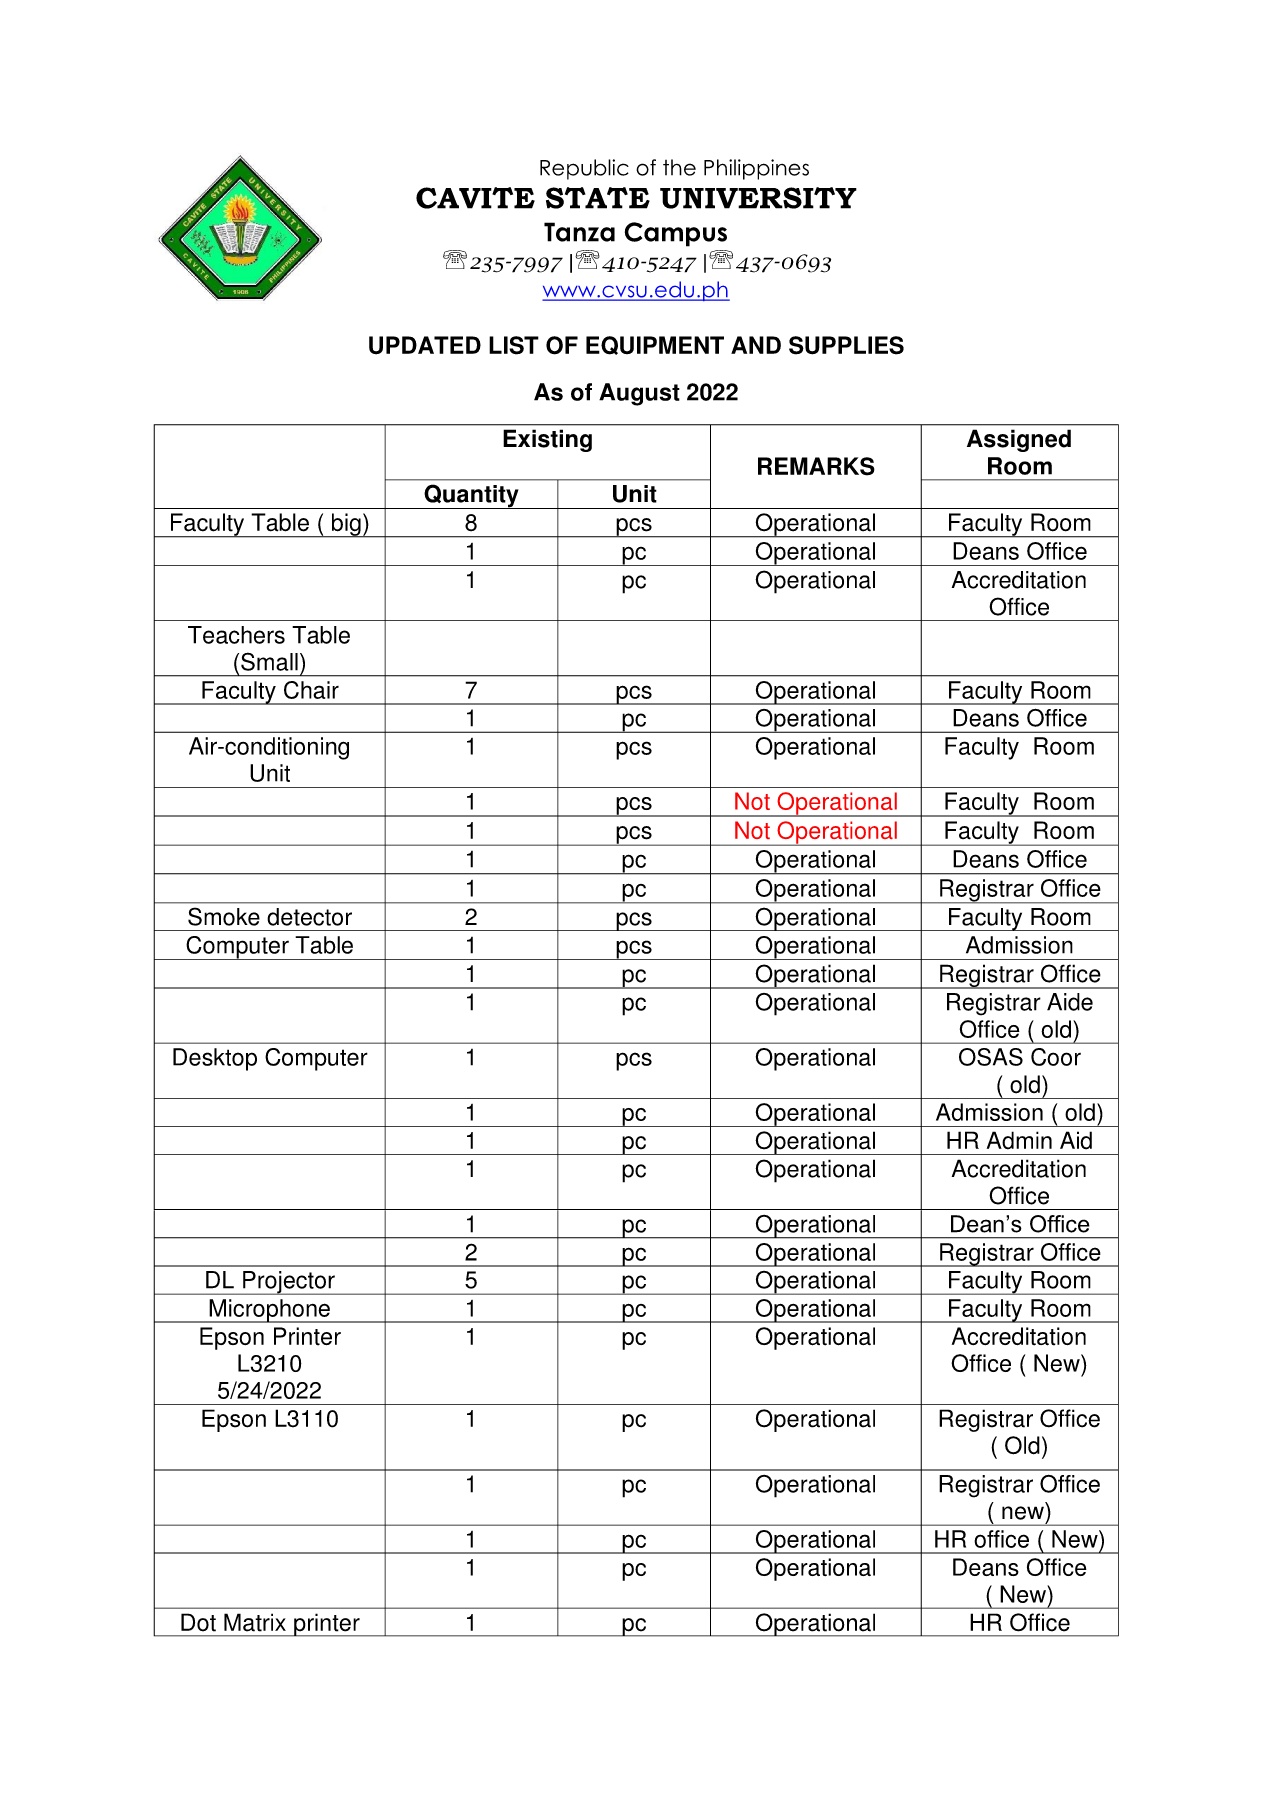 CAVITE STATE UNIVERSITY
CAVITE PHILIPPINES
1906
Republic of the Philippines
CAVITE STATE UNIVERSITY
Tanza Campus
☏235-7997 |☏410-5247 |☏437-0693
www.cvsu.edu.ph
UPDATED LIST OF EQUIPMENT AND SUPPLIES
As of August 2022
Existing REMARKS Assigned
Room
Quantity Unit
Faculty Table ( big) 8 pcs Operational Faculty Room
1 pc Operational Deans Office
1 pc Operational Accreditation
Office
Teachers Table
(Small)
Faculty Chair 7 pcs Operational Faculty Room
1 pc Operational Deans Office
Air-conditioning 1 pcs Operational Faculty  Room
Unit
1 pcs Not Operational Faculty  Room
1 pcs Not Operational Faculty  Room
1 pc Operational Deans Office
1 pc Operational Registrar Office
Smoke detector 2 pcs Operational Faculty Room
Computer Table 1 pcs Operational Admission
1 pc Operational Registrar Office
1 pc Operational Registrar Aide
Office ( old)
Desktop Computer 1 pcs Operational OSAS Coor
( old)
1 pc Operational Admission ( old)
1 pc Operational HR Admin Aid
1 pc Operational Accreditation
Office
1 pc Operational Dean’s Office
2 pc Operational Registrar Office
DL Projector 5 pc Operational Faculty Room
Microphone 1 pc Operational Faculty Room
Epson Printer 1 pc Operational Accreditation
L3210 Office ( New)
5/24/2022
Epson L3110 1 pc Operational Registrar Office
( Old)
1 pc Operational Registrar Office
( new)
1 pc Operational HR office ( New)
1 pc Operational Deans Office
( New)
Dot Matrix printer 1 pc Operational HR Office